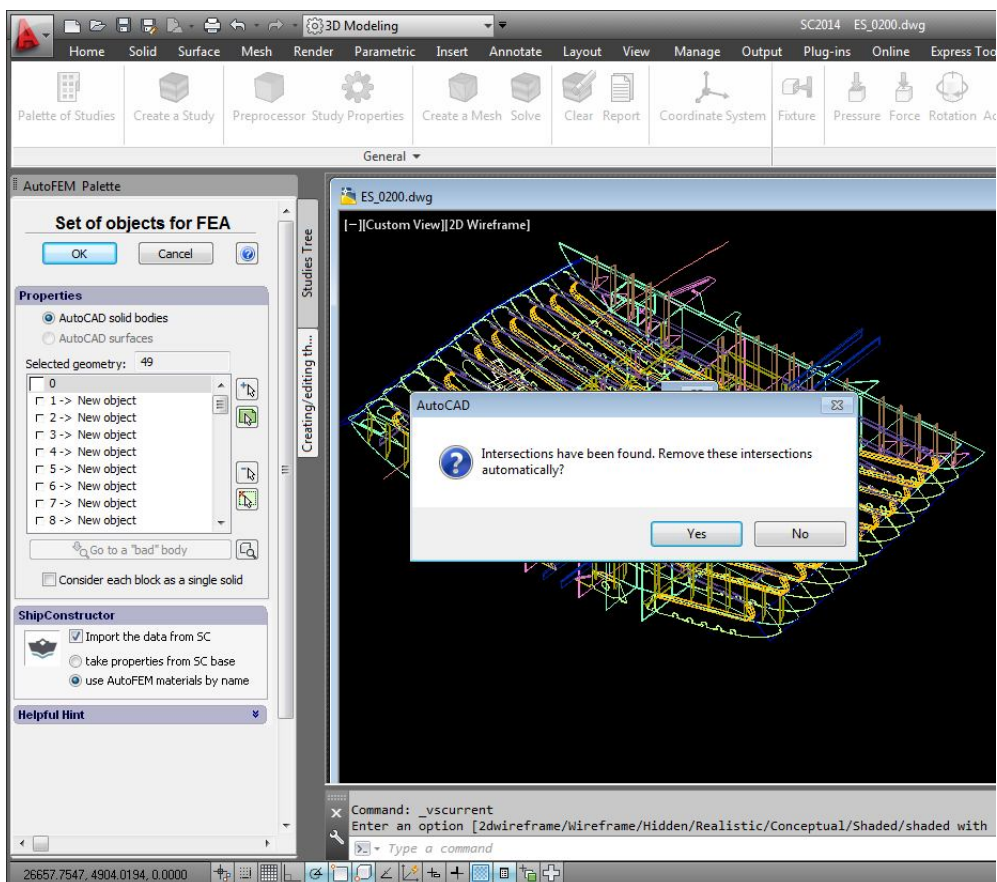 3D Modeling
SC2014 ES_0200.dwg
Home Solid Surface Mesh Render Parametric Insert Annotate Layout View Manage Output Plug-ins Online Express Too
Palette of Studies Create a Study Preprocessor Study Properties Create a Mesh Solve Clear Report Coordinate System Fixture Pressure Force Rotation Ac
General
AutoFEM Palette
Set of objects for FEA
OK Cancel
Properties
AutoCAD solid bodies
AutoCAD surfaces
Selected geometry: 49
0
1 -> New object
2 -> New object
3 -> New object
4 -> New object
5 -> New object
6 -> New object
7 -> New object
8 -> New object
Go to a "bad" body
Consider each block as a single solid
ShipConstructor
Import the data from SC
take properties from SC base
use AutoFEM materials by name
Helpful Hint
Studies Tree
Creating/editing th...
ES_0200.dwg
[−][Custom View][2D Wireframe]
AutoCAD
Intersections have been found. Remove these intersections
automatically?
Yes No
Command: _vscurrent
Enter an option [2dwireframe/Wireframe/Hidden/Realistic/Conceptual/Shaded/shaded with
Type a command
26657.7547, 4904.0194, 0.0000